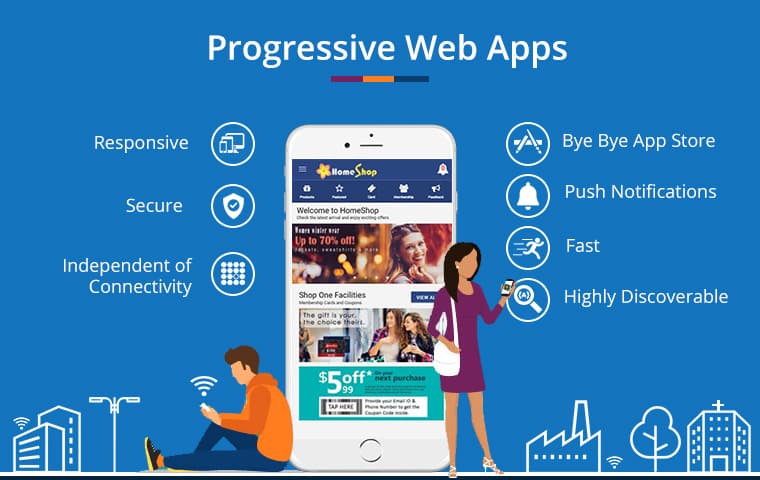 Progressive Web Apps
Responsive
Secure
Independent of
Connectivity
Bye Bye App Store
Push Notifications
Fast
Highly Discoverable
HomeShop
Products
Featured
Card
Membership
Feedback
Welcome to HomeShop
Check the latest arrival and enjoy exciting offers
Women winter wear
Up to 70% off!
jackets, sweatshirts & more
Shop One Facilities
Membership Cards and Coupons
VIEW AL
The gift is your,
the choice theirs.
$5 off*
99
On your
next purchase
TAP HERE
Provide your Email ID &
Phone Number to get the
Coupon Code inside.